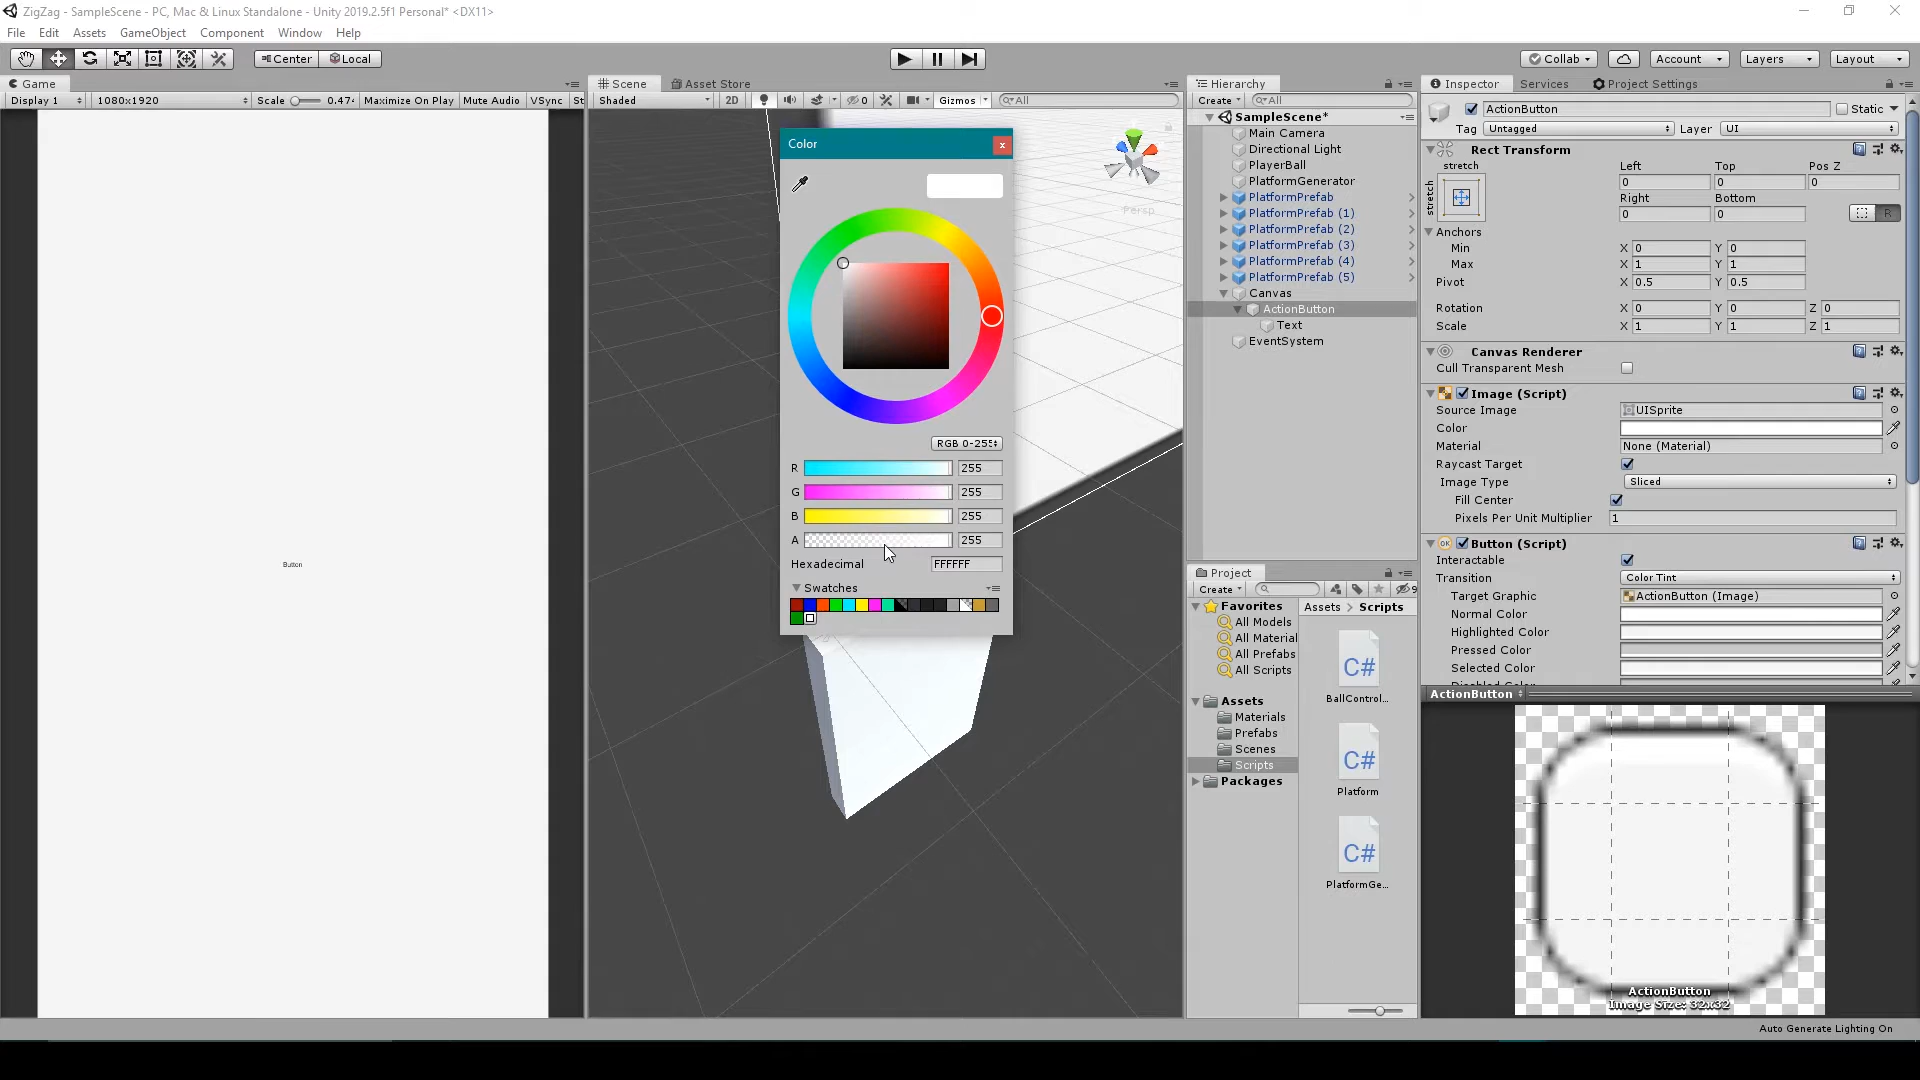 ZigZag - SampleScene - PC, Mac & Linux Standalone - Unity 2019.2.5f1 Personal* <DX11>
File Edit Assets GameObject Component Window Help
Center Local Collab Account Layers Layout
Game
Display 1 1080x1920 Scale 0.47 Maximize On Play Mute Audio VSync St
Button
Scene Asset Store
Shaded 2D 0 Gizmos All
Persp
Color
RGB 0-255
R 255
G 255
B 255
A 255
Hexadecimal FFFFFF
Swatches
Hierarchy
Create All
SampleScene*
Main Camera
Directional Light
PlayerBall
PlatformGenerator
PlatformPrefab
PlatformPrefab (1)
PlatformPrefab (2)
PlatformPrefab (3)
PlatformPrefab (4)
PlatformPrefab (5)
Canvas
ActionButton
Text
EventSystem
Project
Create 9
Favorites
All Models
All Material
All Prefabs
All Scripts
Assets
Materials
Prefabs
Scenes
Scripts
Packages
Assets > Scripts
C#
BallControl...
C#
Platform
C#
PlatformGe...
Inspector Services Project Settings
ActionButton Static
Tag Untagged Layer UI
Rect Transform
stretch Left Top Pos Z
stretch 0 0 0
Right Bottom
0 0 R
Anchors
Min X 0 Y 0
Max X 1 Y 1
Pivot X 0.5 Y 0.5
Rotation X 0 Y 0 Z 0
Scale X 1 Y 1 Z 1
Canvas Renderer
Cull Transparent Mesh
Image (Script)
Source Image UISprite
Color
Material None (Material)
Raycast Target
Image Type Sliced
Fill Center
Pixels Per Unit Multiplier 1
OK Button (Script)
Interactable
Transition Color Tint
Target Graphic ActionButton (Image)
Normal Color
Highlighted Color
Pressed Color
Selected Color
ActionButton
ActionButton
Image Size: 32x32
Auto Generate Lighting On